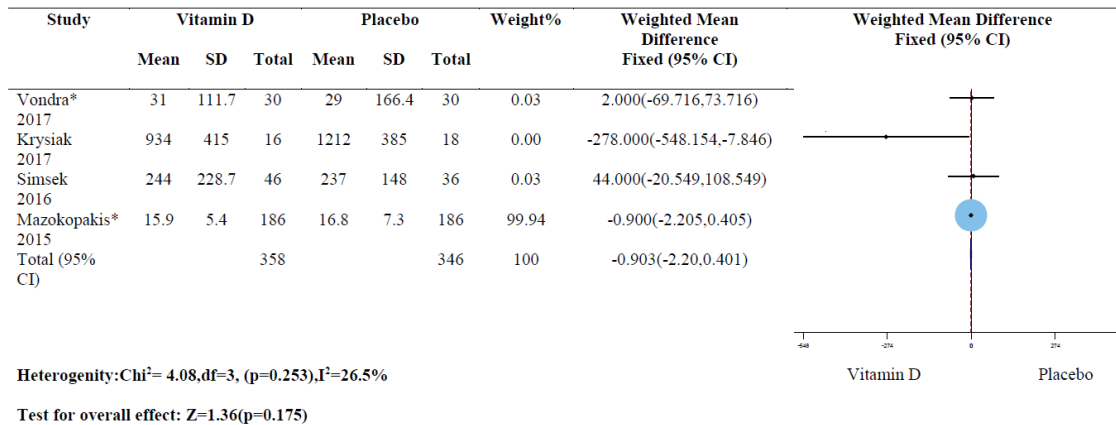 Study Vitamin D Placebo Weight% Weighted Mean Weighted Mean Difference
Difference Fixed (95% CI)
Mean SD Total Mean SD Total Fixed (95% CI)
Vondra* 31 111.7 30 29 166.4 30 0.03 2.000(-69.716,73.716)
2017
Krysiak 934 415 16 1212 385 18 0.00 -278.000(-548.154,-7.846)
2017
Simsek 244 228.7 46 237 148 36 0.03 44.000(-20.549,108.549)
2016
Mazokopakis* 15.9 5.4 186 16.8 7.3 186 99.94 -0.900(-2.205,0.405)
2015
Total (95% 358 346 100 -0.903(-2.20,0.401)
CI)
-548 -274 0 274
Heterogenity:Chi²= 4.08,df=3, (p=0.253),I²=26.5% Vitamin D Placebo
Test for overall effect: Z=1.36(p=0.175)